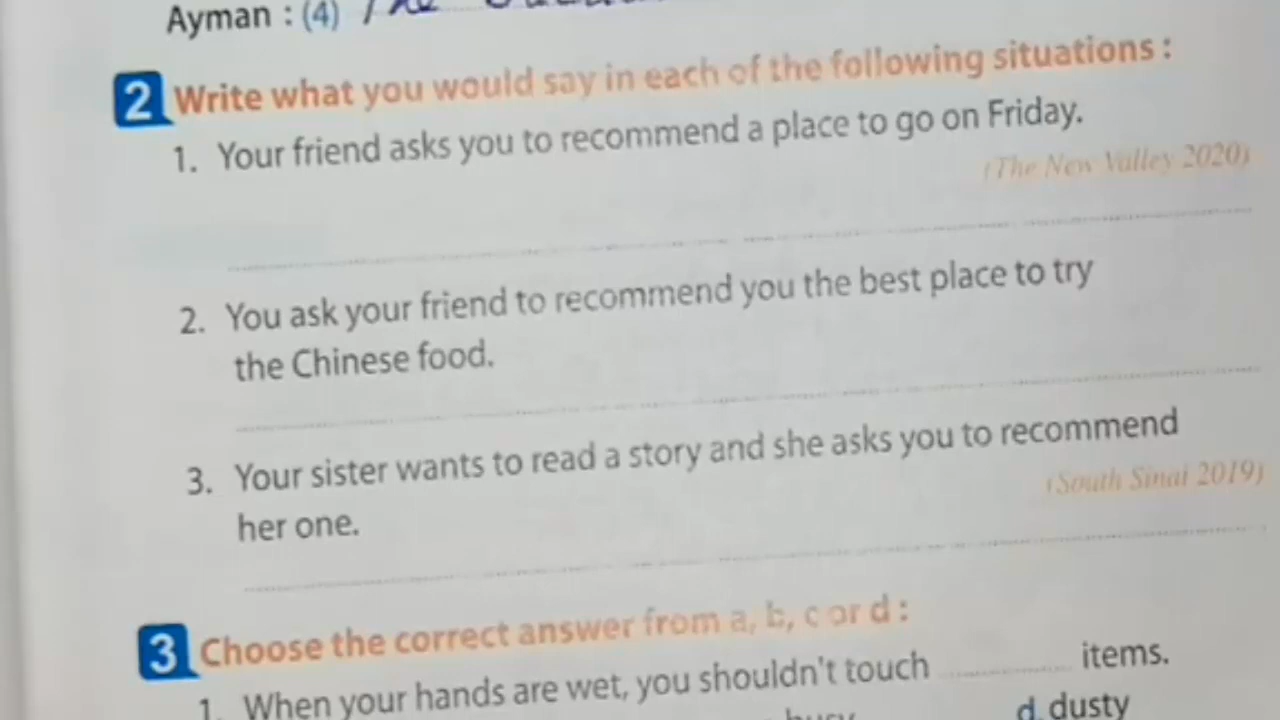 Ayman : (4) The
2 Write what you would say in each of the following situations :
1. Your friend asks you to recommend a place to go on Friday.
(The New Valley 2020)
2. You ask your friend to recommend you the best place to try
the Chinese food.
3. Your sister wants to read a story and she asks you to recommend
(South Sinai 2019)
her one.
3 Choose the correct answer from a, b, c or d :
1. When your hands are wet, you shouldn't touch ............ items.
busy d. dusty